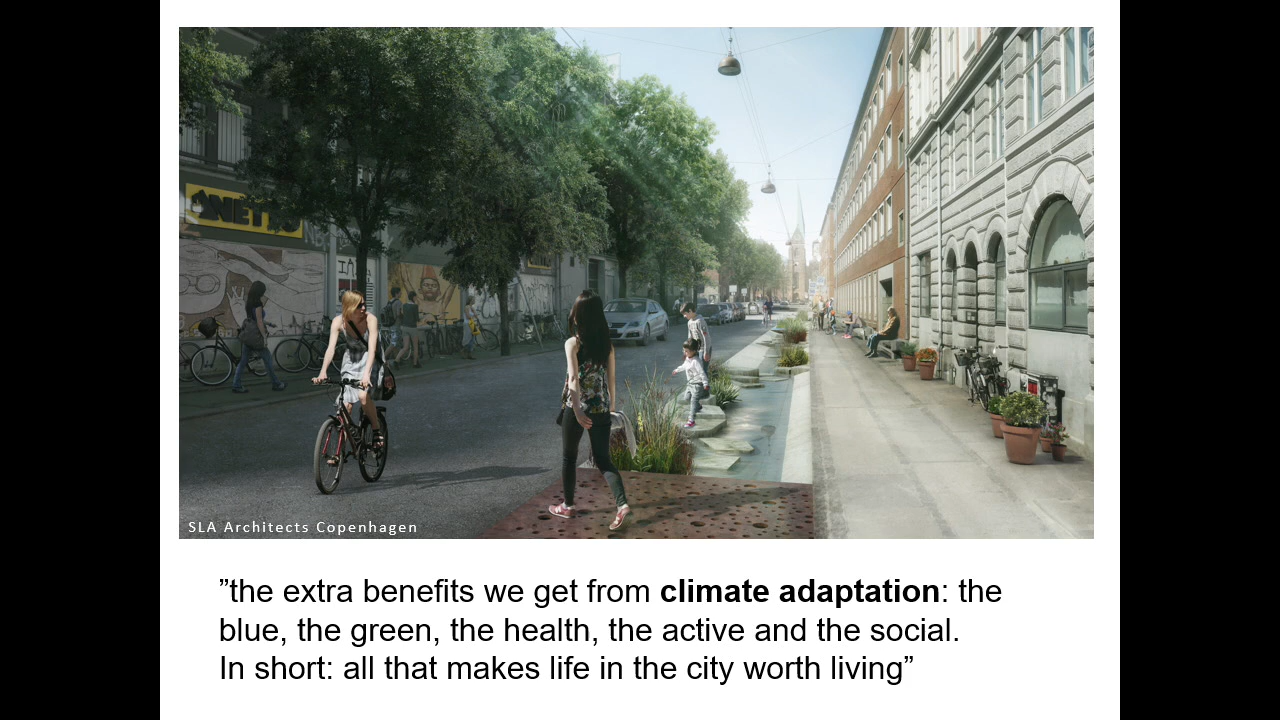 NETTO
SLA Architects Copenhagen
”the extra benefits we get from climate adaptation: the
blue, the green, the health, the active and the social.
In short: all that makes life in the city worth living”